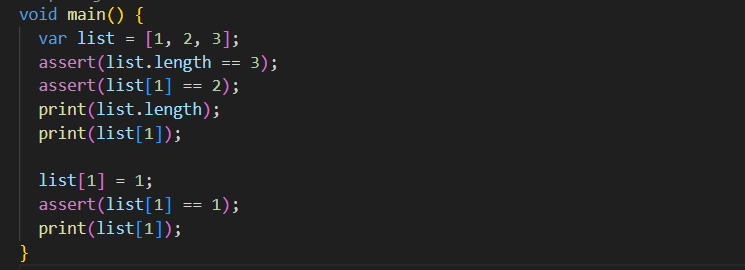 void main() {
  var list = [1, 2, 3];
  assert(list.length == 3);
  assert(list[1] == 2);
  print(list.length);
  print(list[1]);

  list[1] = 1;
  assert(list[1] == 1);
  print(list[1]);
}